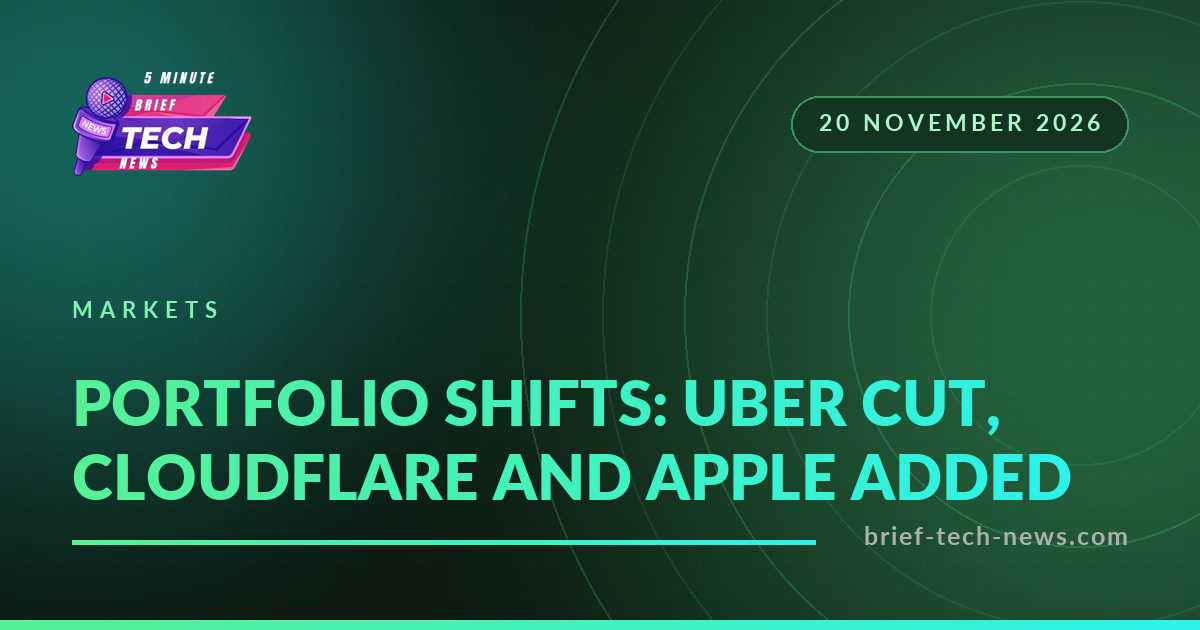 5 MINUTE
BRIEF
NEWS
TECH
NEWS
20 NOVEMBER 2026
MARKETS
PORTFOLIO SHIFTS: UBER CUT,
CLOUDFLARE AND APPLE ADDED
brief-tech-news.com